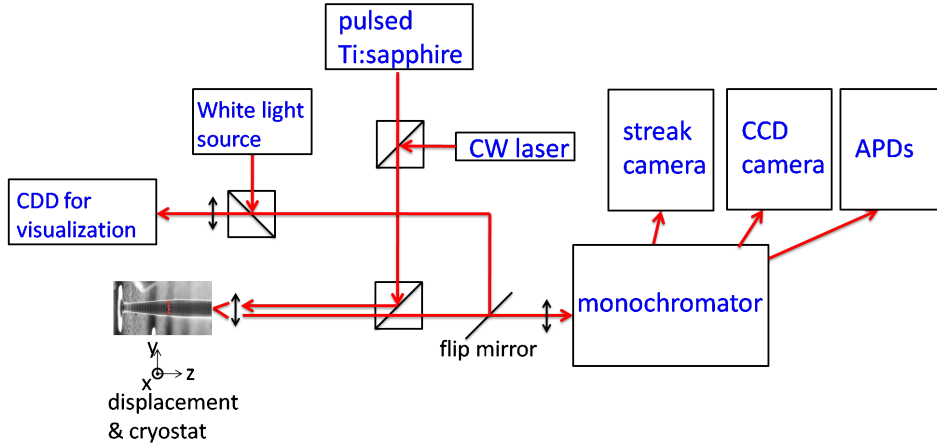 pulsed
Ti:sapphire
White light
source
CW laser
streak
camera
CCD
camera
APDs
CDD for
visualization
monochromator
flip mirror
y
x
z
displacement
& cryostat